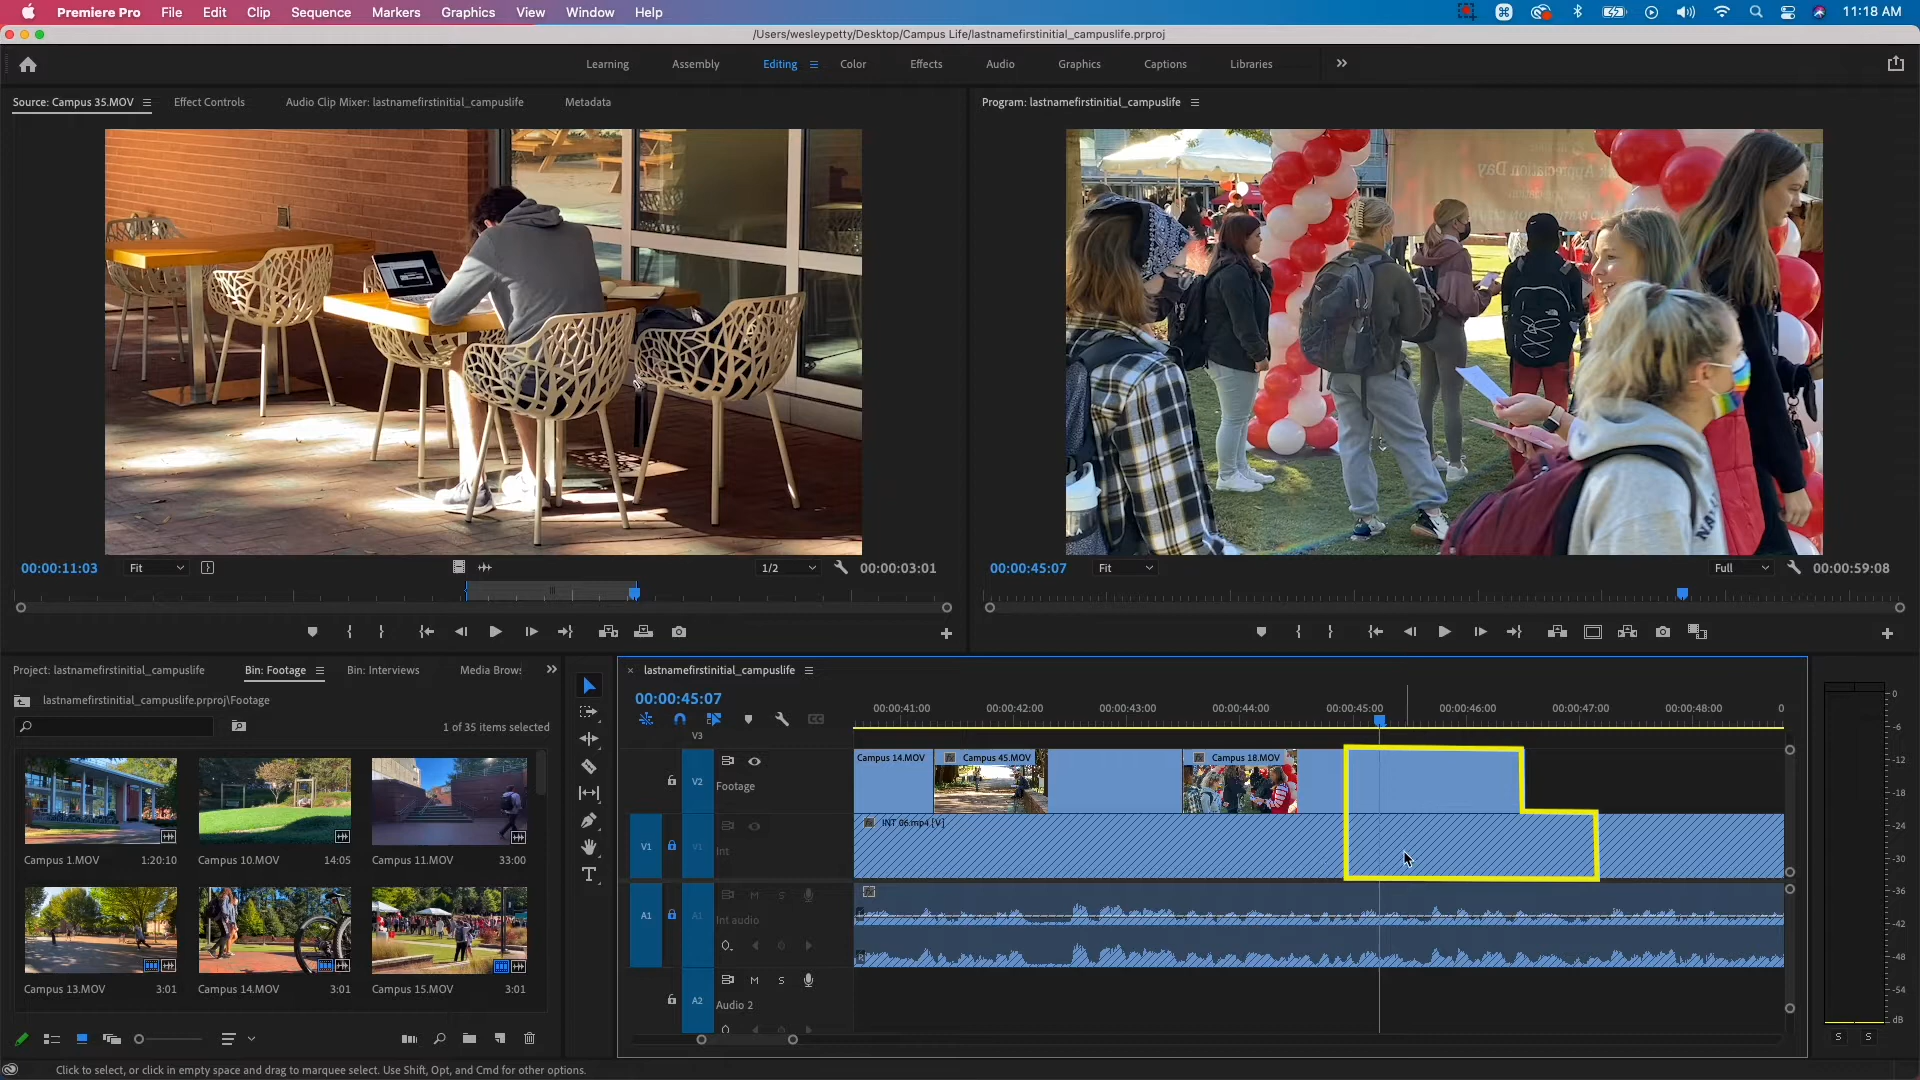 Premiere Pro File Edit Clip Sequence Markers Graphics View Window Help 11:18 AM
/Users/wesleypetty/Desktop/Campus Life/lastnamefirstinitial_campuslife.prproj
Learning Assembly Editing Color Effects Audio Graphics Captions Libraries
Source: Campus 35.MOV Effect Controls Audio Clip Mixer: lastnamefirstinitial_campuslife Metadata
Program: lastnamefirstinitial_campuslife
00:00:11:03 Fit 1/2 00:00:03:01
00:00:45:07 Fit Full 00:00:59:08
Project: lastnamefirstinitial_campuslife Bin: Footage Bin: Interviews Media Brows
lastnamefirstinitial_campuslife.prproj\Footage
1 of 35 items selected
Campus 1.MOV 1:20:10
Campus 10.MOV 14:05
Campus 11.MOV 33:00
Campus 13.MOV 3:01
Campus 14.MOV 3:01
Campus 15.MOV 3:01
lastnamefirstinitial_campuslife
00:00:45:07
00:00:41:00 00:00:42:00 00:00:43:00 00:00:44:00 00:00:45:00 00:00:46:00 00:00:47:00 00:00:48:00 0
V3
V2 Footage
Campus 14.MOV Campus 45.MOV Campus 18.MOV
V1 V1 Int
INT 06.mp4 [V]
A1 A1 M S
Int audio
A2 M S
Audio 2
0
-6
-12
-18
-24
-30
-36
-42
-48
-54
dB
S S
Click to select, or click in empty space and drag to marquee select. Use Shift, Opt, and Cmd for other options.